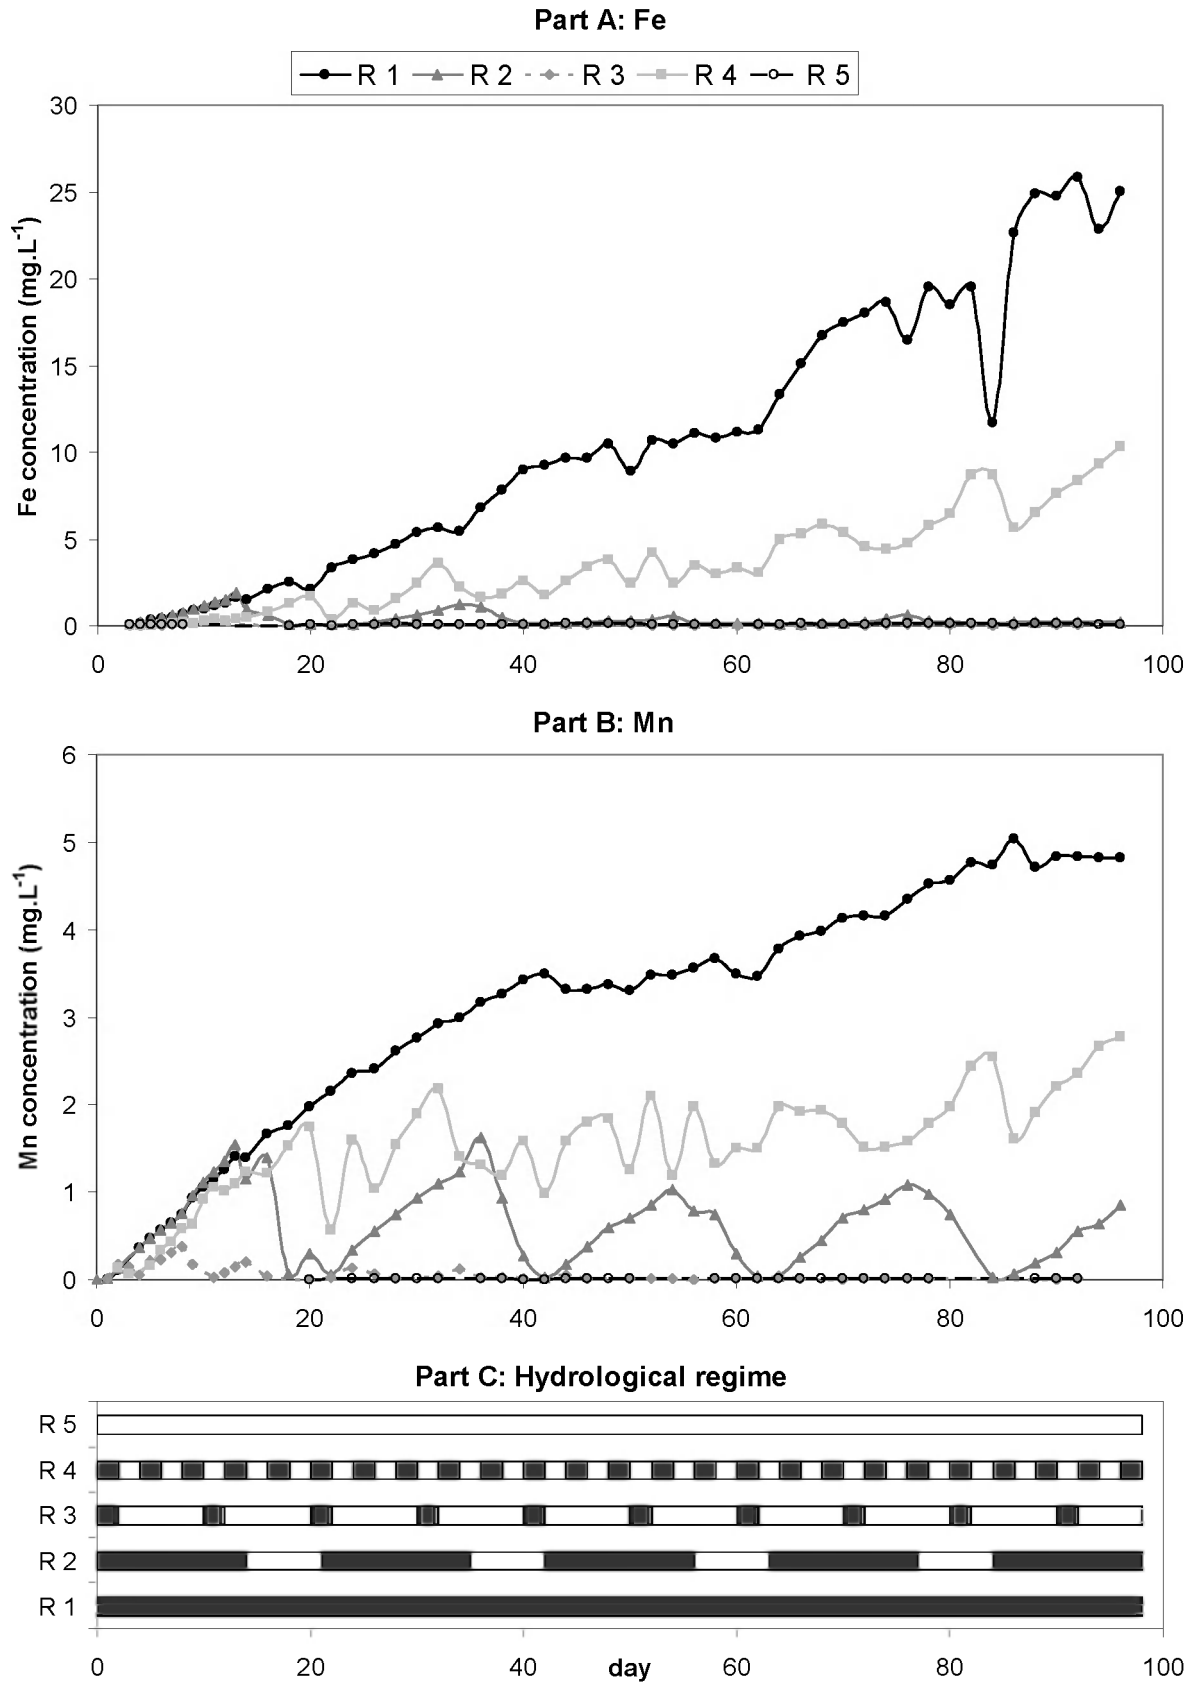 Part A: Fe
R 1 R 2 R 3 R 4 R 5
30
25
20
15
10
5
0
Fe concentration (mg.L-1)
0 20 40 60 80 100
Part B: Mn
6
5
4
3
2
1
0
Mn concentration (mg.L-1)
0 20 40 60 80 100
Part C: Hydrological regime
R 5
R 4
R 3
R 2
R 1
0 20 40 day 60 80 100